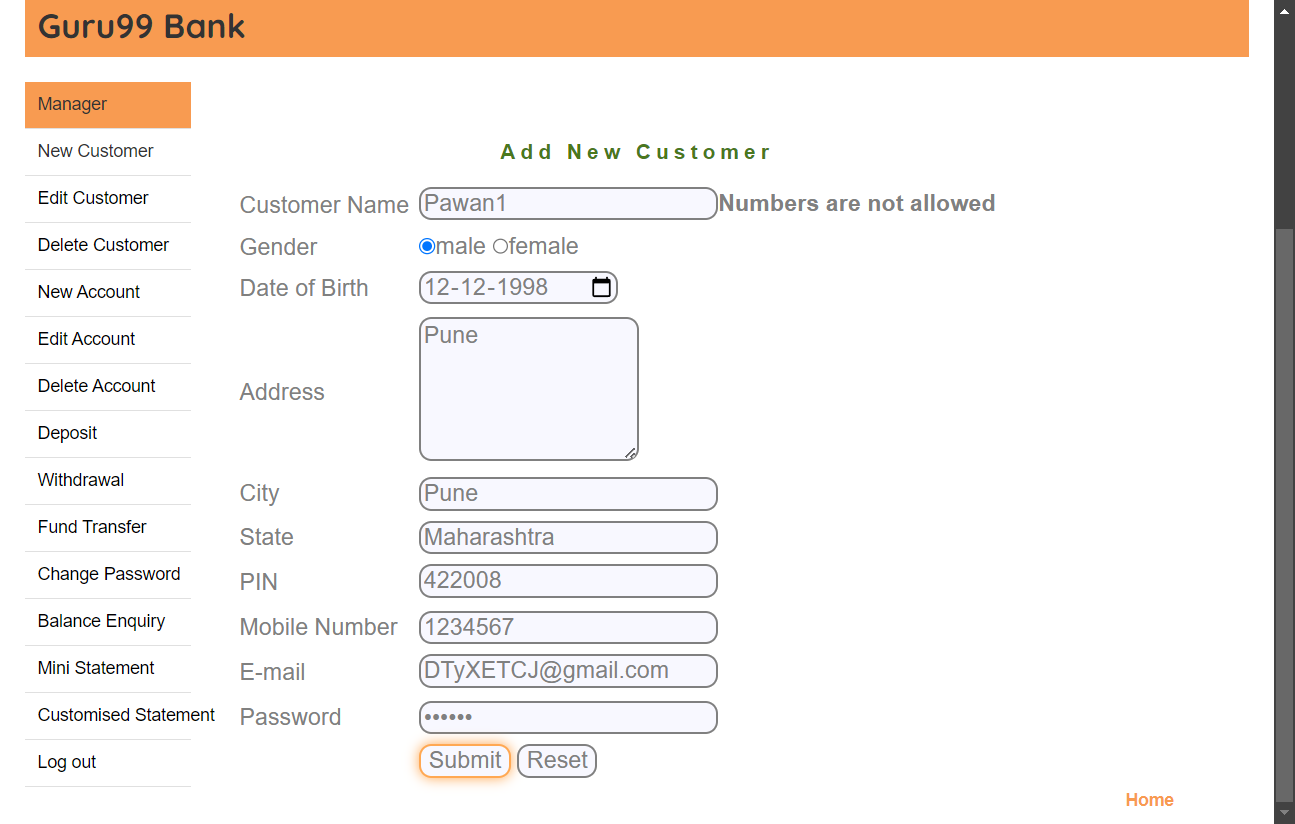 Guru99 Bank
Manager
New Customer
Edit Customer
Delete Customer
New Account
Edit Account
Delete Account
Deposit
Withdrawal
Fund Transfer
Change Password
Balance Enquiry
Mini Statement
Customised Statement
Log out
Add New Customer
Customer Name Pawan1 Numbers are not allowed
Gender male female
Date of Birth 12-12-1998
Address Pune
City Pune
State Maharashtra
PIN 422008
Mobile Number 1234567
E-mail DTyXETCJ@gmail.com
Password ••••••
Submit Reset
Home